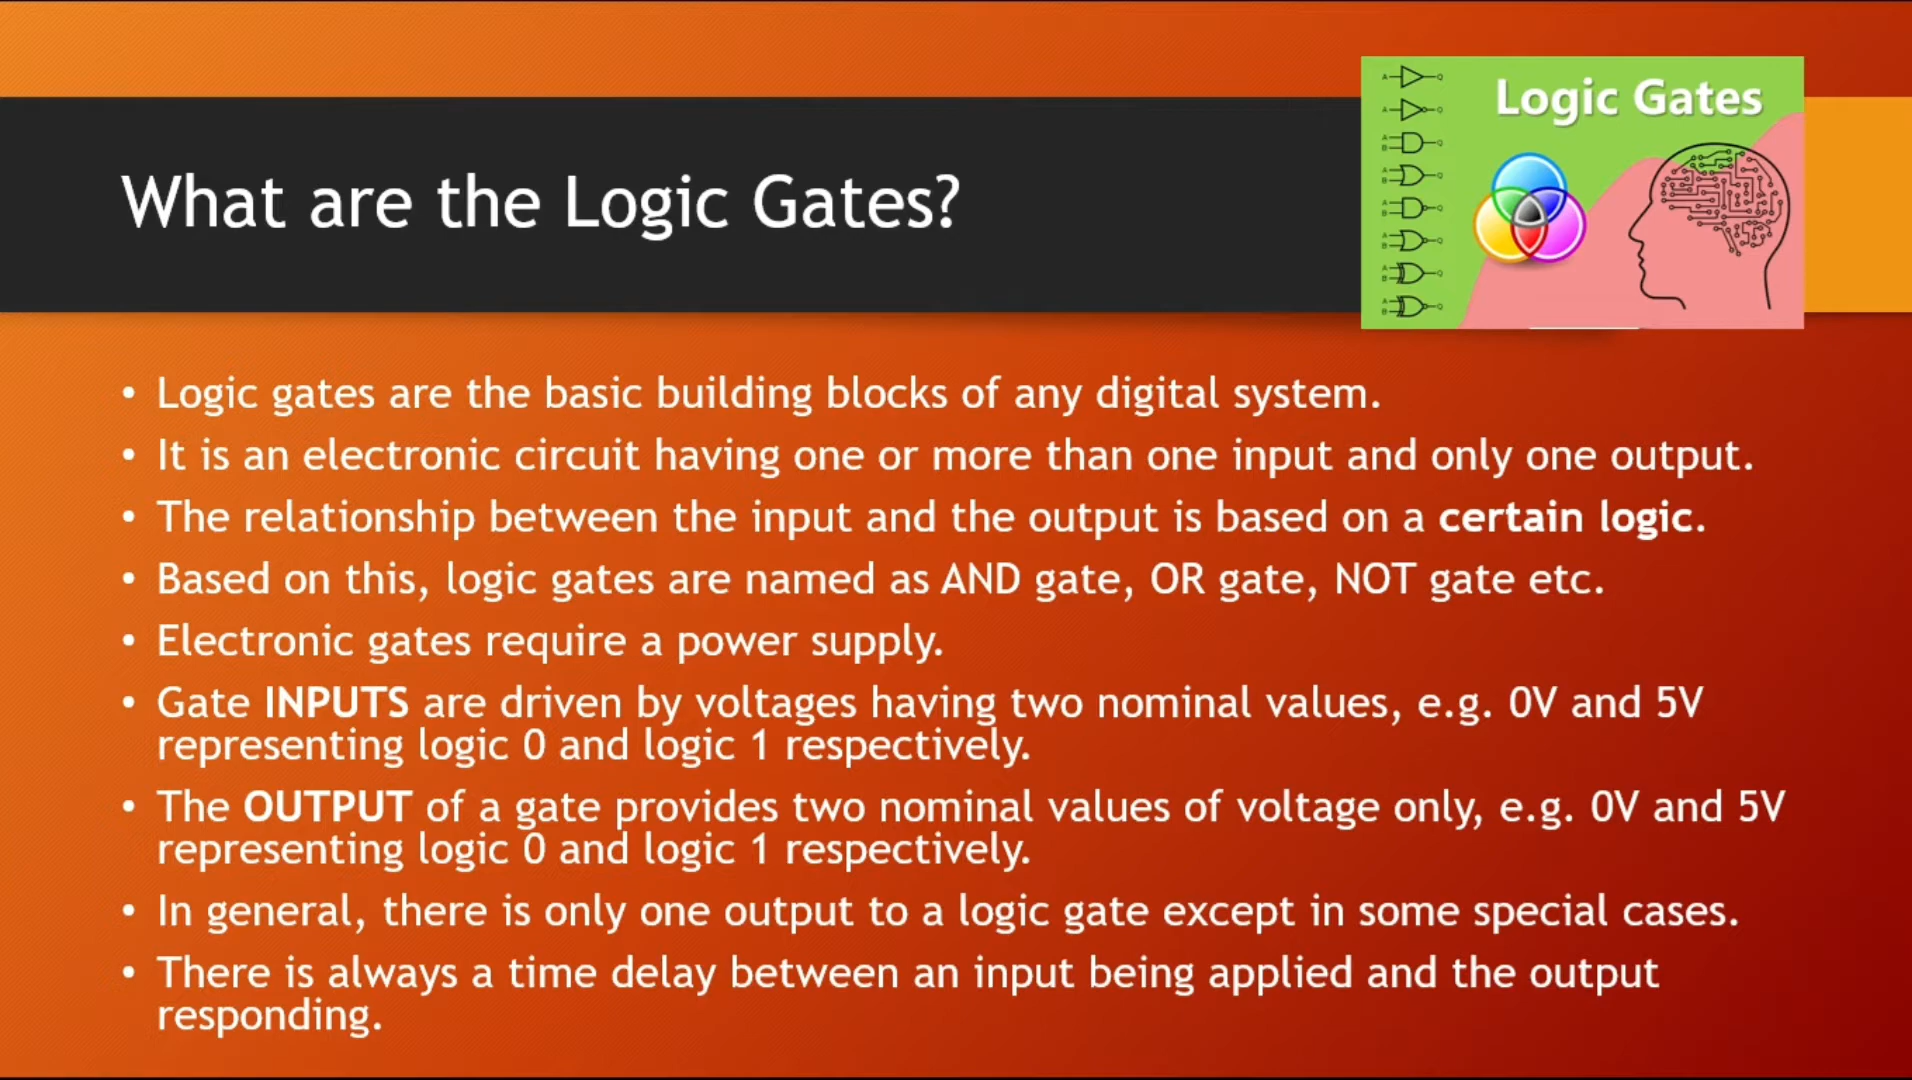 Logic Gates
What are the Logic Gates?
• Logic gates are the basic building blocks of any digital system.
• It is an electronic circuit having one or more than one input and only one output.
• The relationship between the input and the output is based on a certain logic.
• Based on this, logic gates are named as AND gate, OR gate, NOT gate etc.
• Electronic gates require a power supply.
• Gate INPUTS are driven by voltages having two nominal values, e.g. 0V and 5V
representing logic 0 and logic 1 respectively.
• The OUTPUT of a gate provides two nominal values of voltage only, e.g. 0V and 5V
representing logic 0 and logic 1 respectively.
• In general, there is only one output to a logic gate except in some special cases.
• There is always a time delay between an input being applied and the output
responding.